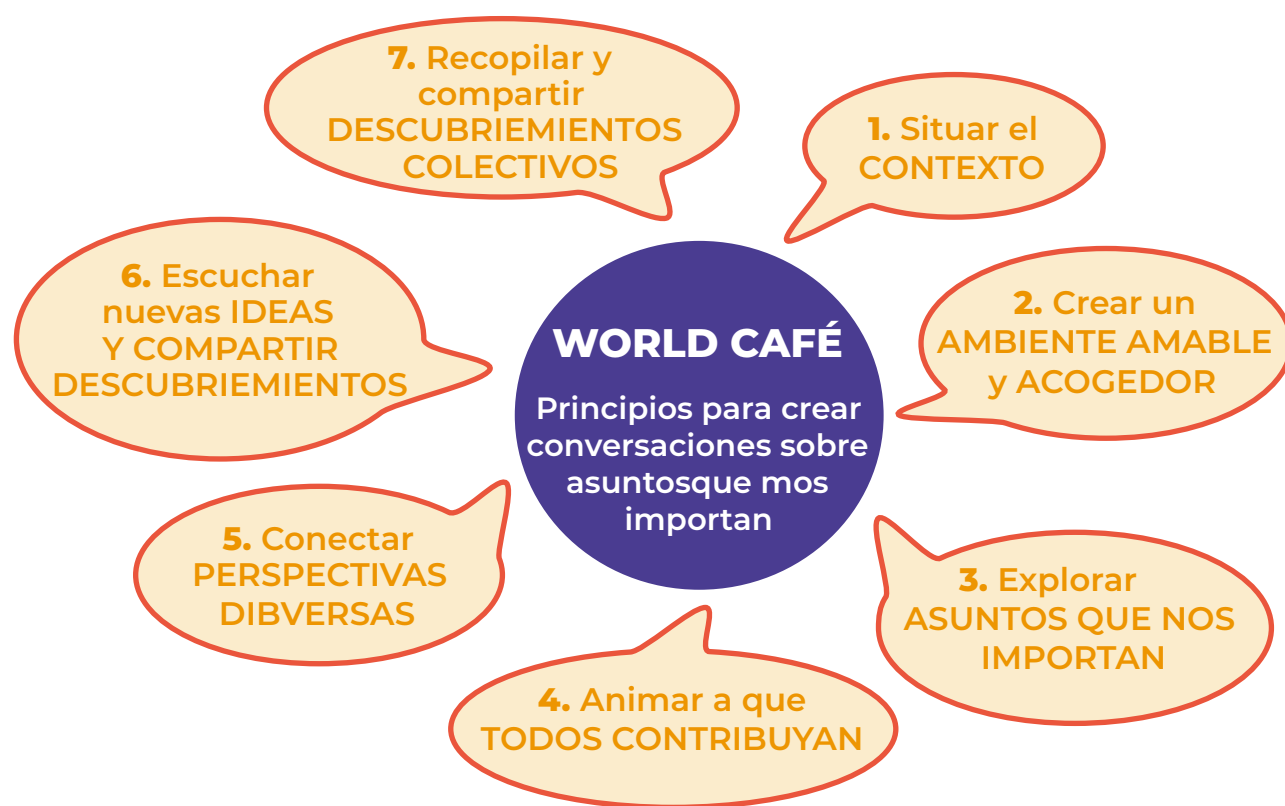 WORLD CAFÉ
Principios para crear
conversaciones sobre
asuntosque mos
importan
1. Situar el
CONTEXTO
2. Crear un
AMBIENTE AMABLE
y ACOGEDOR
3. Explorar
ASUNTOS QUE NOS
IMPORTAN
4. Animar a que
TODOS CONTRIBUYAN
5. Conectar
PERSPECTIVAS
DIBVERSAS
6. Escuchar
nuevas IDEAS
Y COMPARTIR
DESCUBRIEMIENTOS
7. Recopilar y
compartir
DESCUBRIEMIENTOS
COLECTIVOS